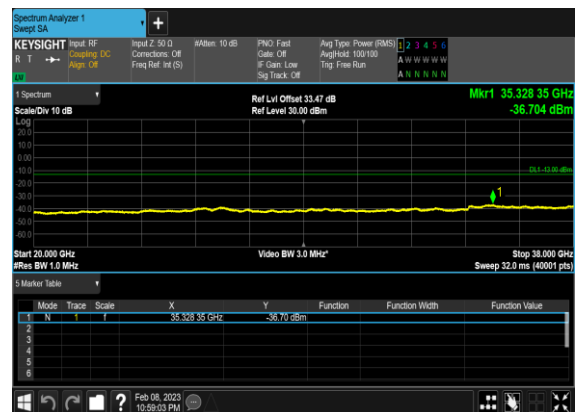 Spectrum Analyzer 1
Swept SA
+
KEYSIGHT Input: RF Input Z: 50 Ω #Atten: 10 dB PNO: Fast Avg Type: Power (RMS) 1 2 3 4 5 6
R T Coupling: DC Corrections: Off Gate: Off Avg|Hold: 100/100 A W W W W W
Align: Off Freq Ref: Int (S) IF Gain: Low Trig: Free Run
Sig Track: Off A N N N N N
1 Spectrum
Ref Lvl Offset 33.47 dB Mkr1 35.328 35 GHz
Scale/Div 10 dB Ref Level 30.00 dBm -36.704 dBm
Log
20.0
10.0
0.00
-10.0 DL1 -13.00 dBm
-20.0
-30.0 1
-40.0
-50.0
-60.0
Start 20.000 GHz Video BW 3.0 MHz* Stop 38.000 GHz
#Res BW 1.0 MHz Sweep 32.0 ms (40001 pts)
5 Marker Table
Mode Trace Scale X Y Function Function Width Function Value
1 N 1 f 35.328 35 GHz -36.70 dBm
2
3
4
5
6
? Feb 08, 2023
10:59:03 PM